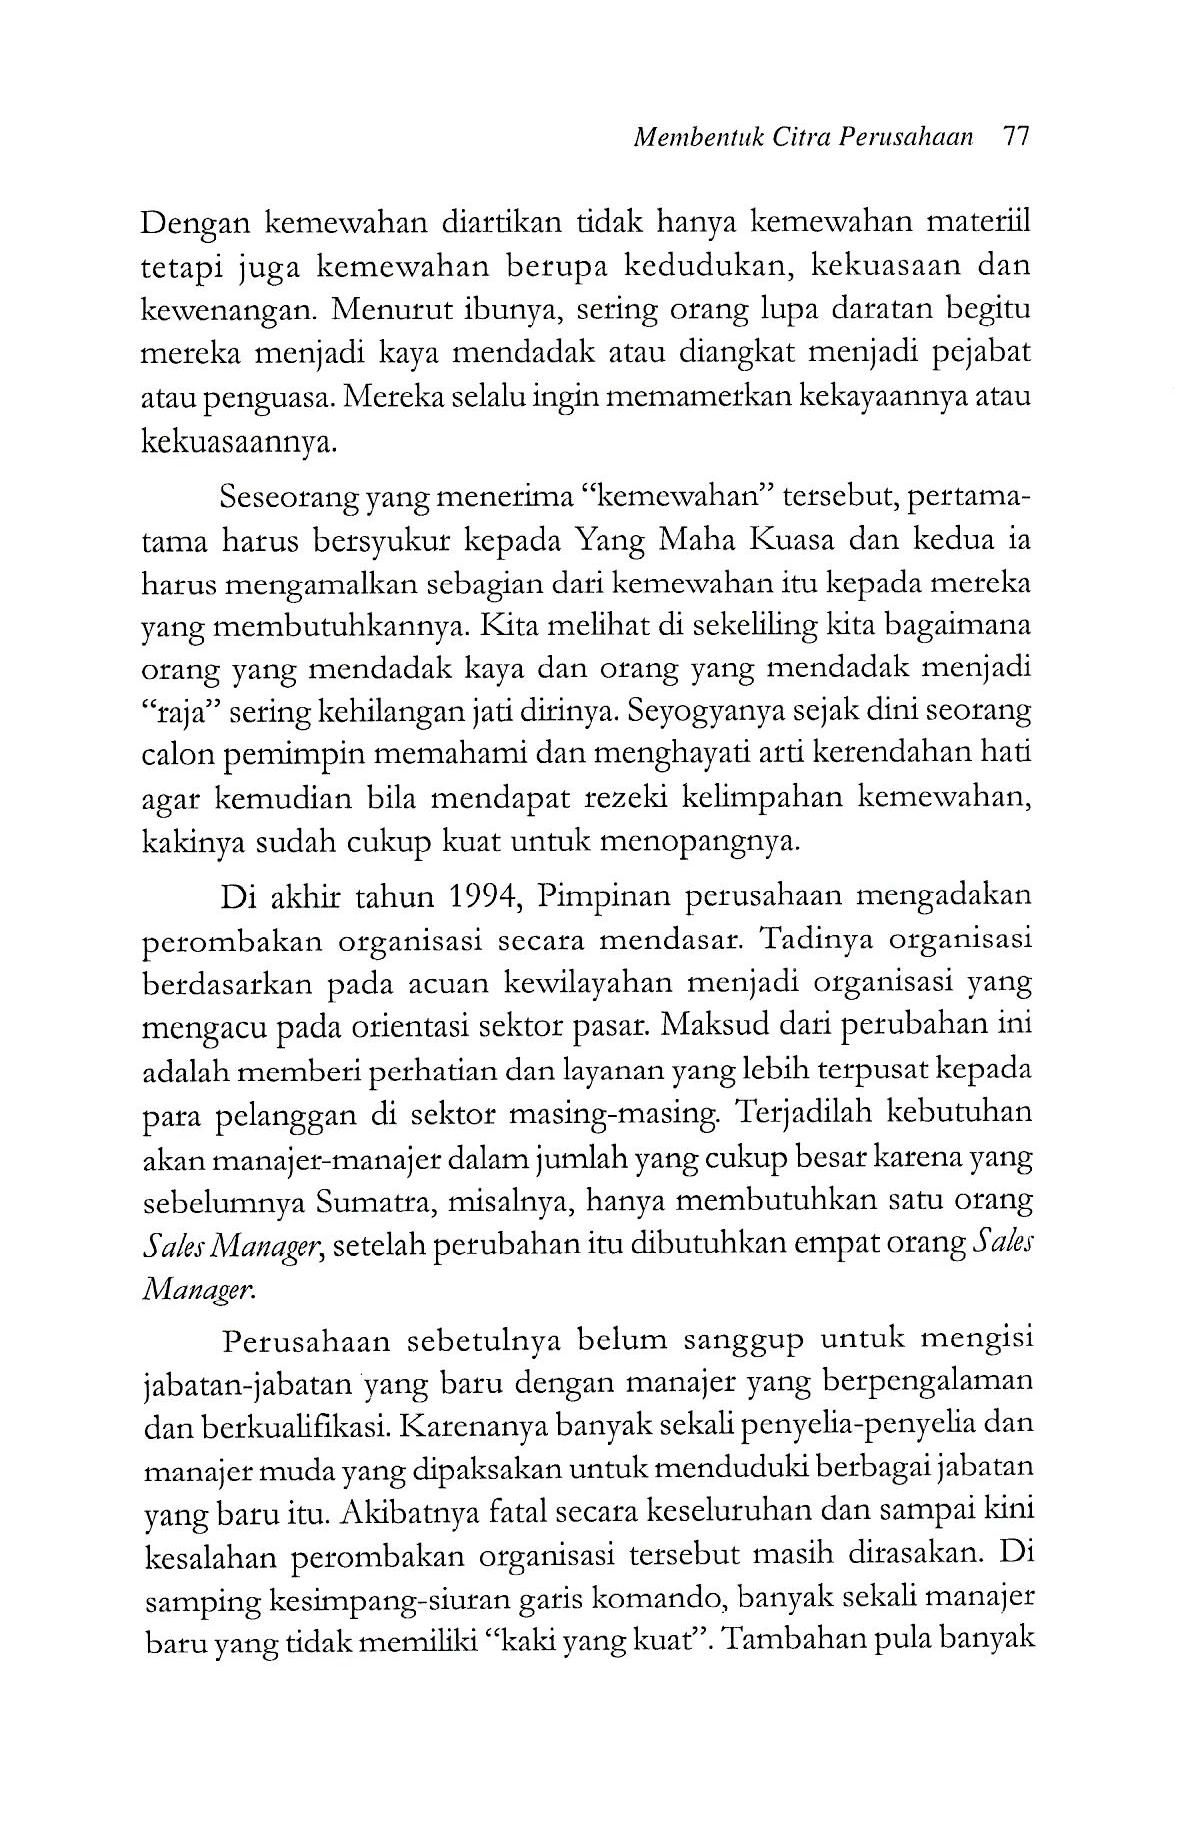 Membentuk Citra Perusahaan 77
Dengan kemewahan diartikan tidak hanya kemewahan materiil
tetapi juga kemewahan berupa kedudukan, kekuasaan dan
kewenangan. Menurut ibunya, sering orang lupa daratan begitu
mereka menjadi kaya mendadak atau diangkat menjadi pejabat
atau penguasa. Mereka selalu ingin memamerkan kekayaannya atau
kekuasaannya.
Seseorang yang menerima “kemewahan” tersebut, pertama-
tama harus bersyukur kepada Yang Maha Kuasa dan kedua ia
harus mengamalkan sebagian dari kemewahan itu kepada mereka
yang membutuhkannya. Kita melihat di sekeliling kita bagaimana
orang yang mendadak kaya dan orang yang mendadak menjadi
“raja” sering kehilangan jati dirinya. Seyogyanya sejak dini seorang
calon pemimpin memahami dan menghayati arti kerendahan hati
agar kemudian bila mendapat rezeki kelimpahan kemewahan,
kakinya sudah cukup kuat untuk menopangnya.
Di akhir tahun 1994, Pimpinan perusahaan mengadakan
perombakan organisasi secara mendasar. Tadinya organisasi
berdasarkan pada acuan kewilayahan menjadi organisasi yang
mengacu pada orientasi sektor pasar. Maksud dari perubahan ini
adalah memberi perhatian dan layanan yang lebih terpusat kepada
para pelanggan di sektor masing-masing. Terjadilah kebutuhan
akan manajer-manajer dalam jumlah yang cukup besar karena yang
sebelumnya Sumatra, misalnya, hanya membutuhkan satu orang
Sales Manager, setelah perubahan itu dibutuhkan empat orang Sales
Manager.
Perusahaan sebetulnya belum sanggup untuk mengisi
jabatan-jabatan yang baru dengan manajer yang berpengalaman
dan berkualifikasi. Karenanya banyak sekali penyelia-penyelia dan
manajer muda yang dipaksakan untuk menduduki berbagai jabatan
yang baru itu. Akibatnya fatal secara keseluruhan dan sampai kini
kesalahan perombakan organisasi tersebut masih dirasakan. Di
samping kesimpang-siuran garis komando, banyak sekali manajer
baru yang tidak memiliki “kaki yang kuat”. Tambahan pula banyak